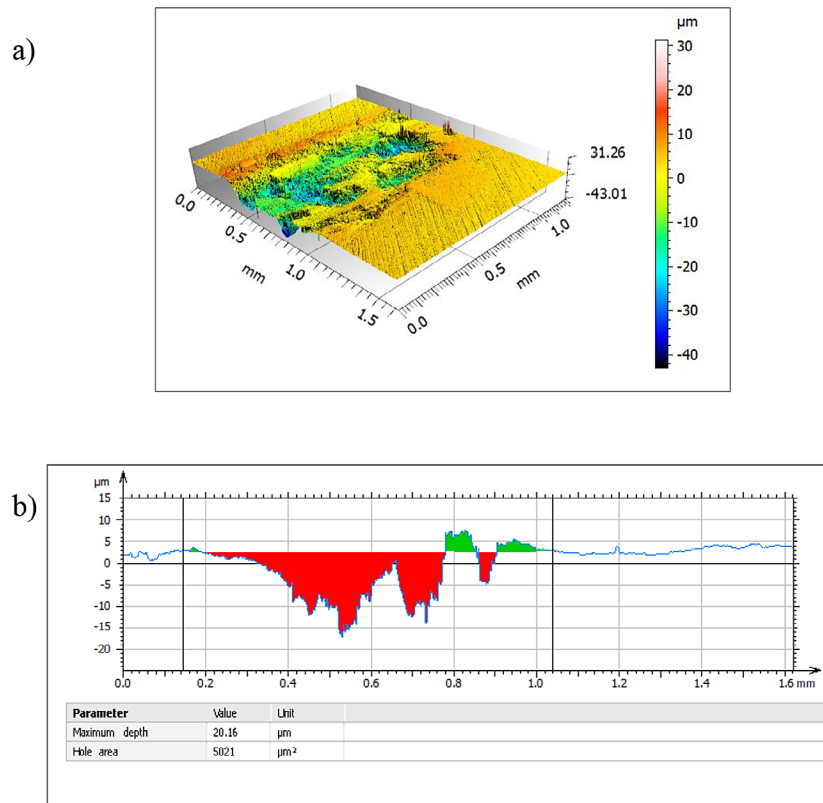 a)
µm
30
20
10
0
-10
-20
-30
-40
31.26
-43.01
0.0
0.5
1.0
1.5
mm
0.0
0.5
1.0
mm
b)
µm
15
10
5
0
-5
-10
-15
-20
0.0 0.2 0.4 0.6 0.8 1.0 1.2 1.4 1.6 mm
Parameter Value Unit
Maximum depth 20.16 µm
Hole area 5021 µm²